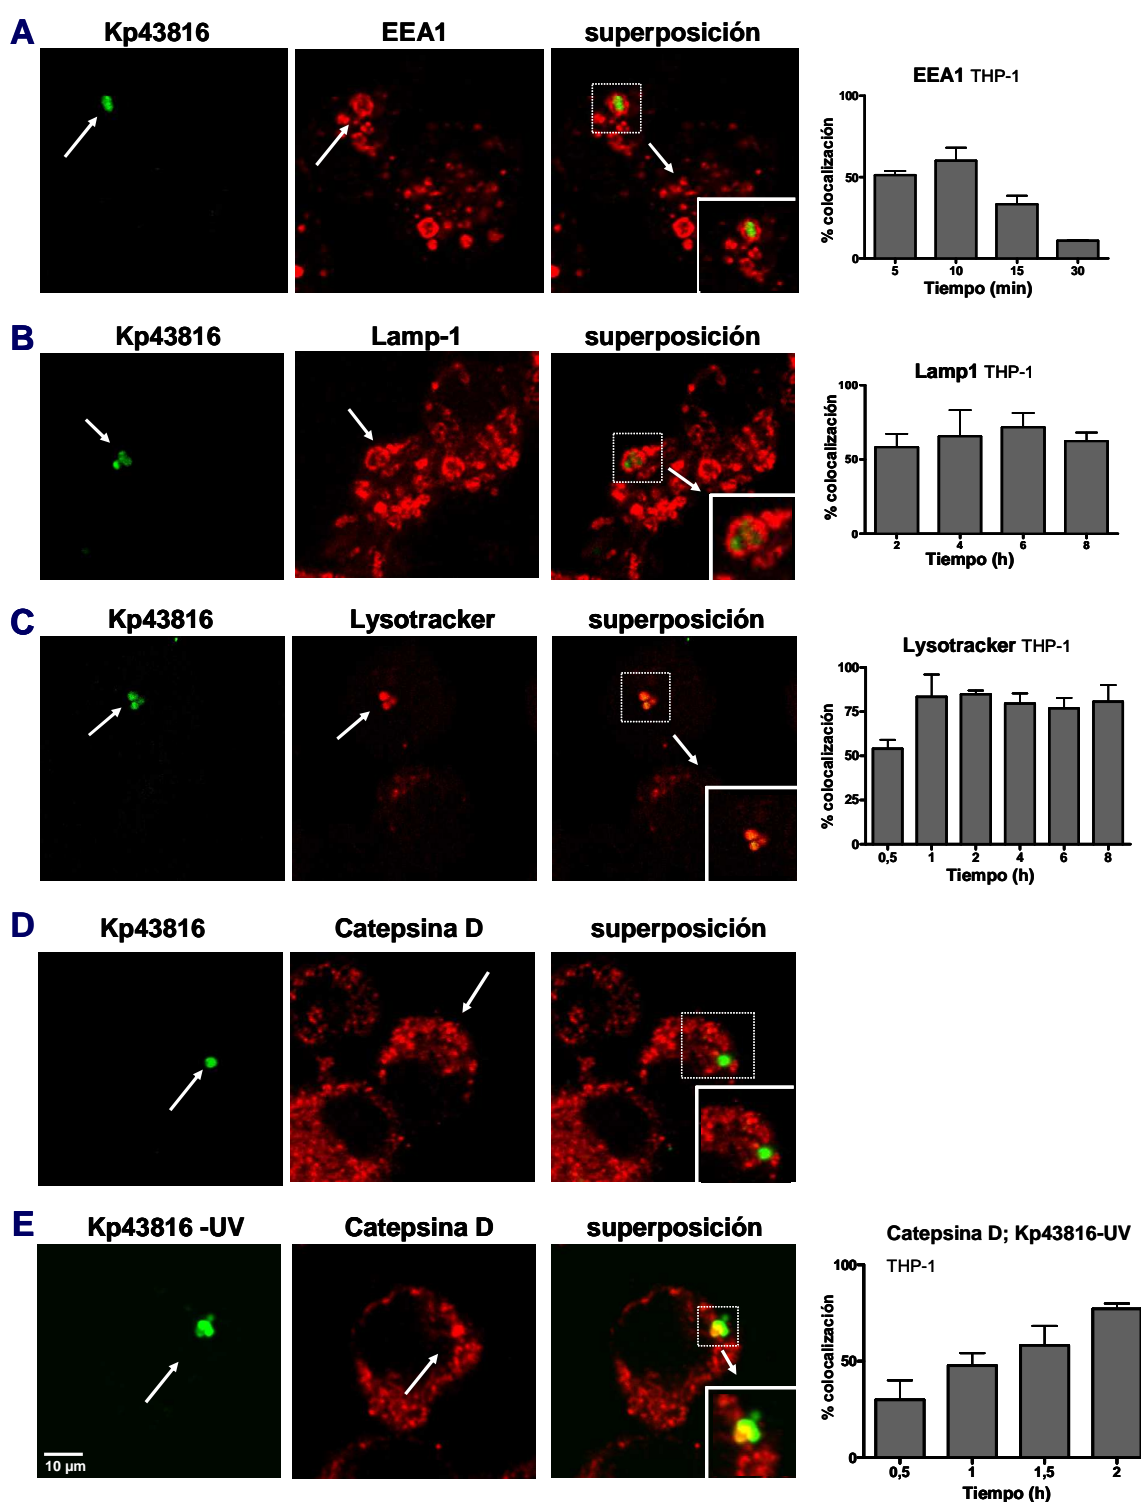 A
Kp43816
EEA1
superposición
EEA1 THP-1
% colocalización
100
50
0
5 10 15 30
Tiempo (min)
B
Kp43816
Lamp-1
superposición
Lamp1 THP-1
% colocalización
100
50
0
2 4 6 8
Tiempo (h)
C
Kp43816
Lysotracker
superposición
Lysotracker THP-1
% colocalización
100
75
50
25
0
0,5 1 2 4 6 8
Tiempo (h)
D
Kp43816
Catepsina D
superposición
E
Kp43816 -UV
Catepsina D
superposición
10 µm
Catepsina D; Kp43816-UV
THP-1
% colocalización
100
50
0
0,5 1 1,5 2
Tiempo (h)